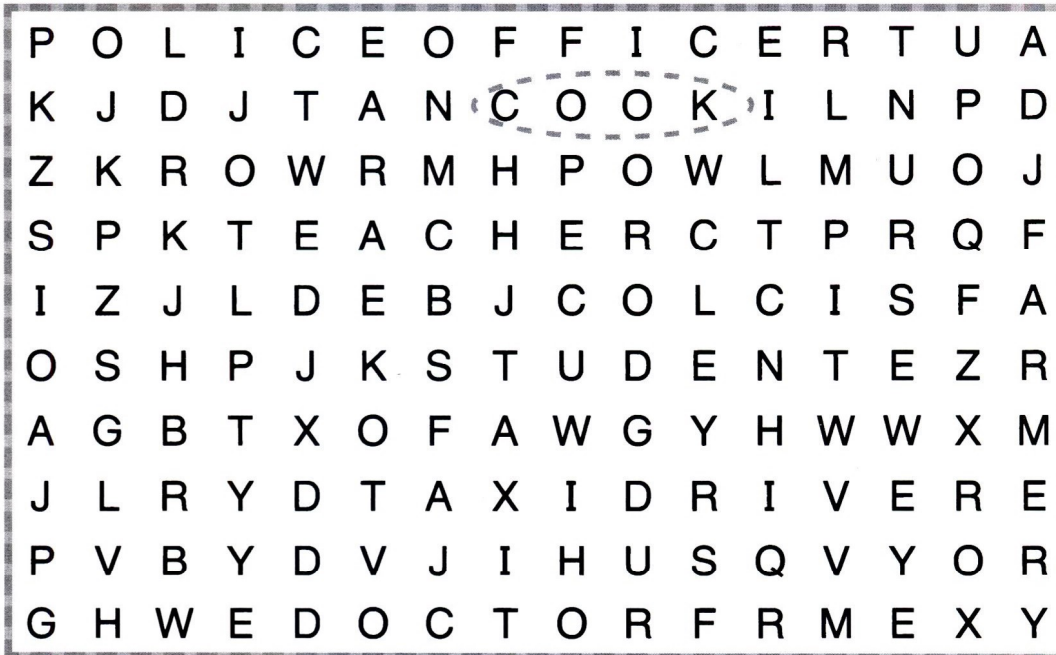 P O L I C E O F F I C E R T U A
K J D J T A N C O O K I L N P D
Z K R O W R M H P O W L M U O J
S P K T E A C H E R C T P R Q F
I Z J L D E B J C O L C I S F A
O S H P J K S T U D E N T E Z R
A G B T X O F A W G Y H W W X M
J L R Y D T A X I D R I V E R E
P V B Y D V J I H U S Q V Y O R
G H W E D O C T O R F R M E X Y